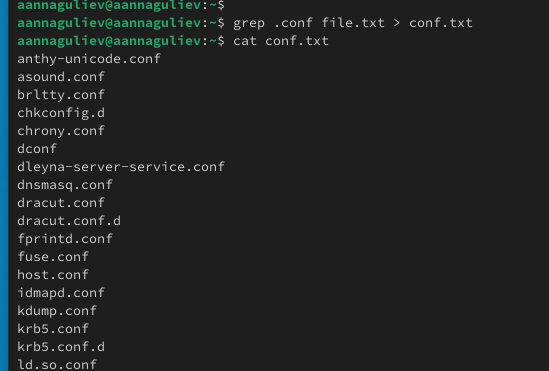 aannaguliev@aannaguliev:~$
aannaguliev@aannaguliev:~$ grep .conf file.txt > conf.txt
aannaguliev@aannaguliev:~$ cat conf.txt
anthy-unicode.conf
asound.conf
brltty.conf
chkconfig.d
chrony.conf
dconf
dleyna-server-service.conf
dnsmasq.conf
dracut.conf
dracut.conf.d
fprintd.conf
fuse.conf
host.conf
idmapd.conf
kdump.conf
krb5.conf
krb5.conf.d
ld.so.conf